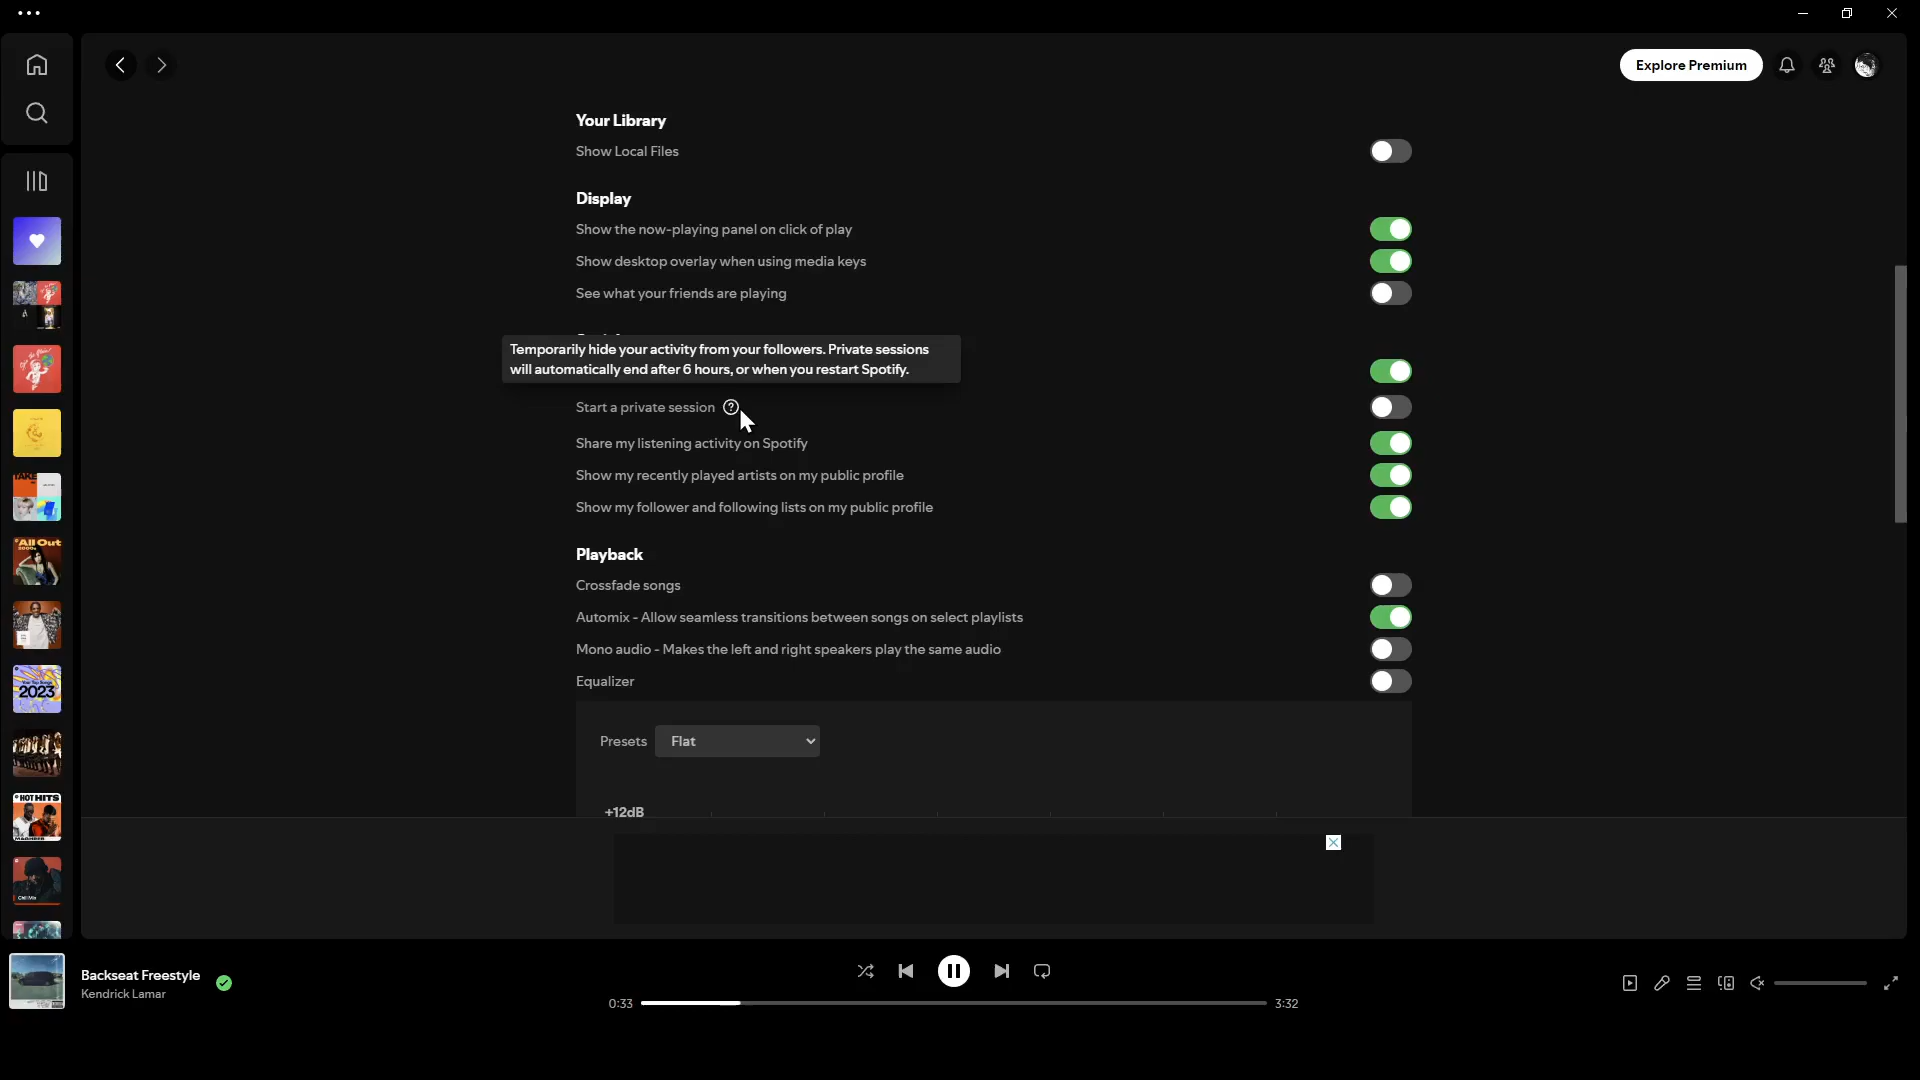 Explore Premium
Your Library
Show Local Files
Display
Show the now-playing panel on click of play
Show desktop overlay when using media keys
See what your friends are playing
Temporarily hide your activity from your followers. Private sessions
will automatically end after 6 hours, or when you restart Spotify.
Start a private session
Share my listening activity on Spotify
Show my recently played artists on my public profile
Show my follower and following lists on my public profile
Playback
Crossfade songs
Automix - Allow seamless transitions between songs on select playlists
Mono audio - Makes the left and right speakers play the same audio
Equalizer
Presets Flat
+12dB
All Out
2000s
2023
HOT HITS
Backseat Freestyle
Kendrick Lamar
0:33
3:32